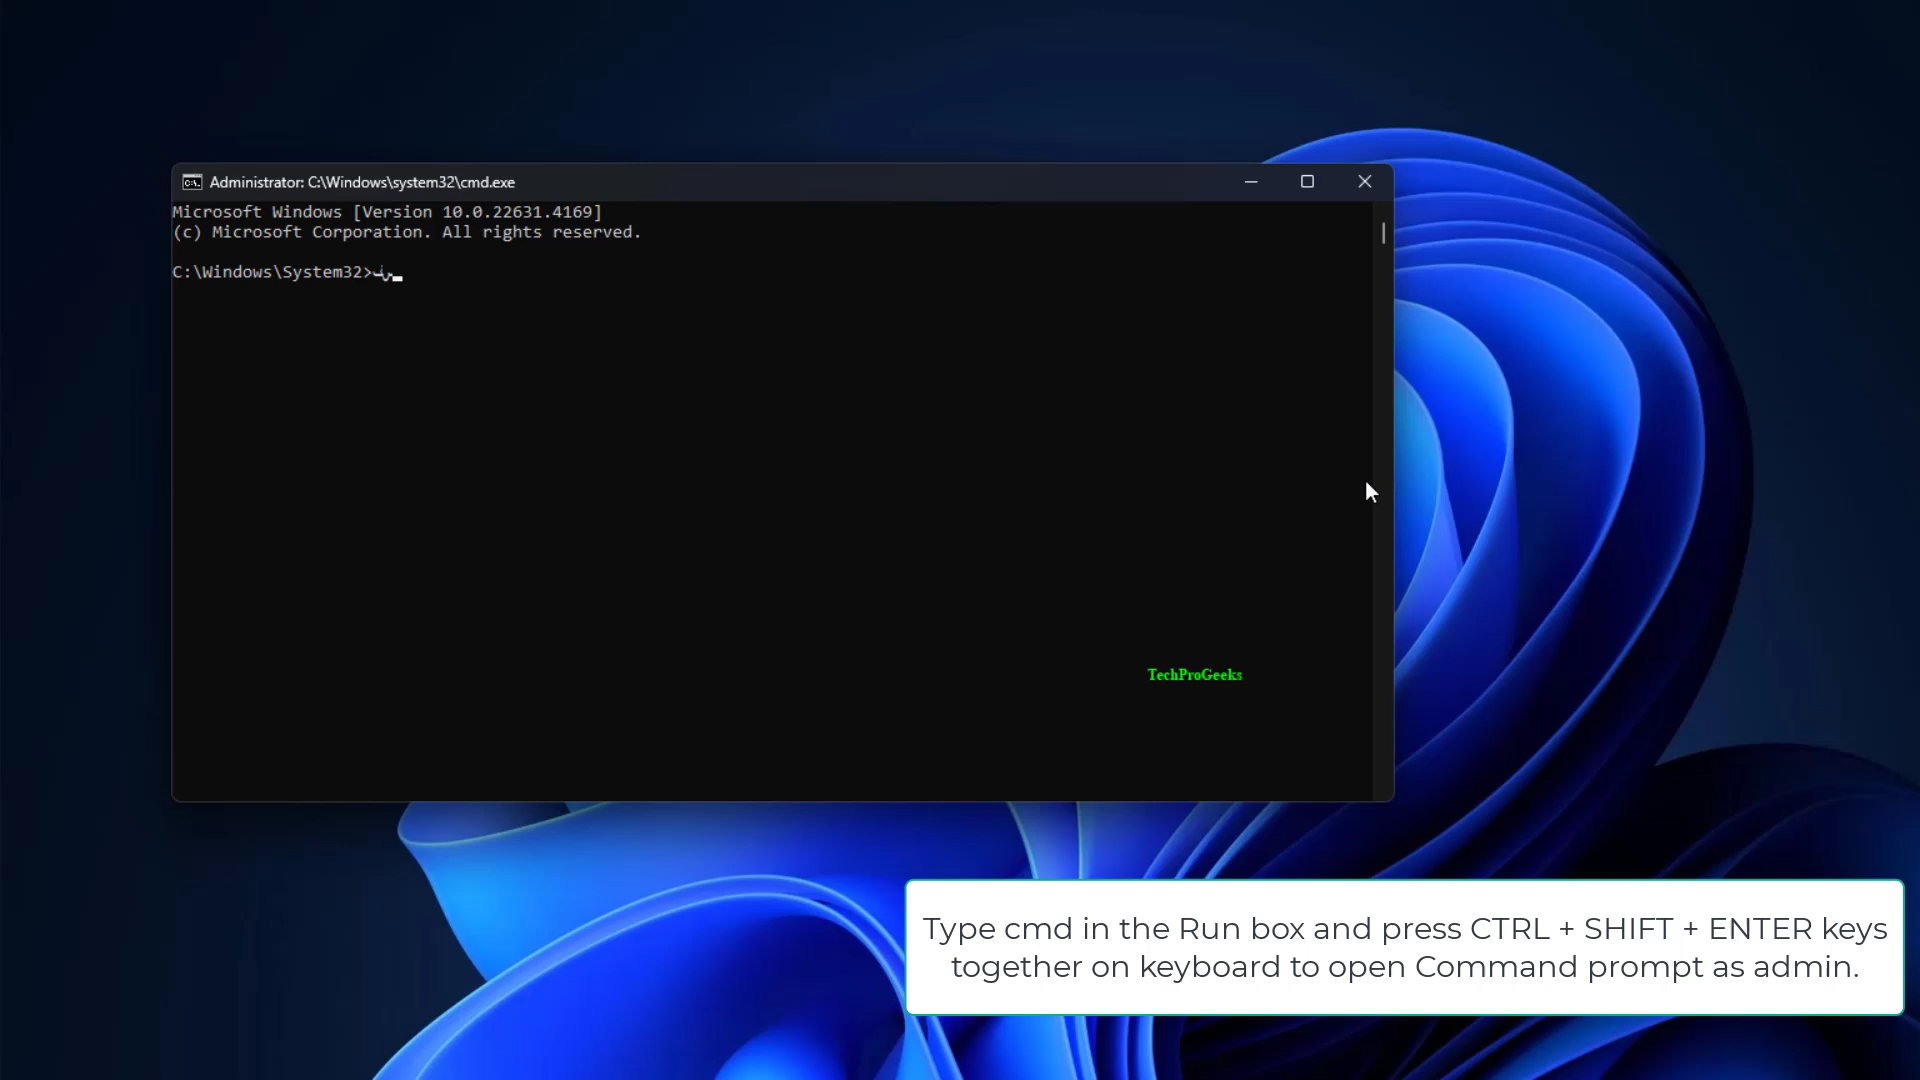 Administrator: C:\Windows\system32\cmd.exe
Microsoft Windows [Version 10.0.22631.4169]
(c) Microsoft Corporation. All rights reserved.
C:\Windows\System32>
TechProGeeks
Type cmd in the Run box and press CTRL + SHIFT + ENTER keys
together on keyboard to open Command prompt as admin.